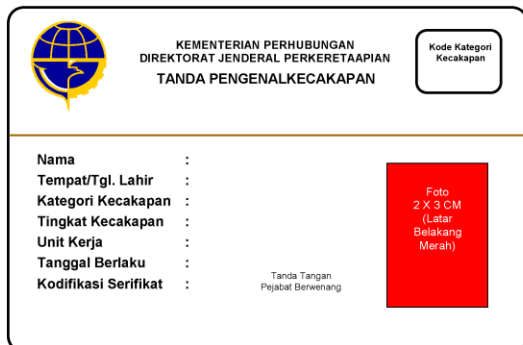 KEMENTERIAN PERHUBUNGAN
DIREKTORAT JENDERAL PERKERETAAPIAN
TANDA PENGENALKECAKAPAN
Kode Kategori
Kecakapan
Nama :
Tempat/Tgl. Lahir :
Kategori Kecakapan :
Tingkat Kecakapan :
Unit Kerja :
Tanggal Berlaku :
Kodifikasi Serifikat :
Foto
2 X 3 CM
(Latar
Belakang
Merah)
Tanda Tangan
Pejabat Berwenang